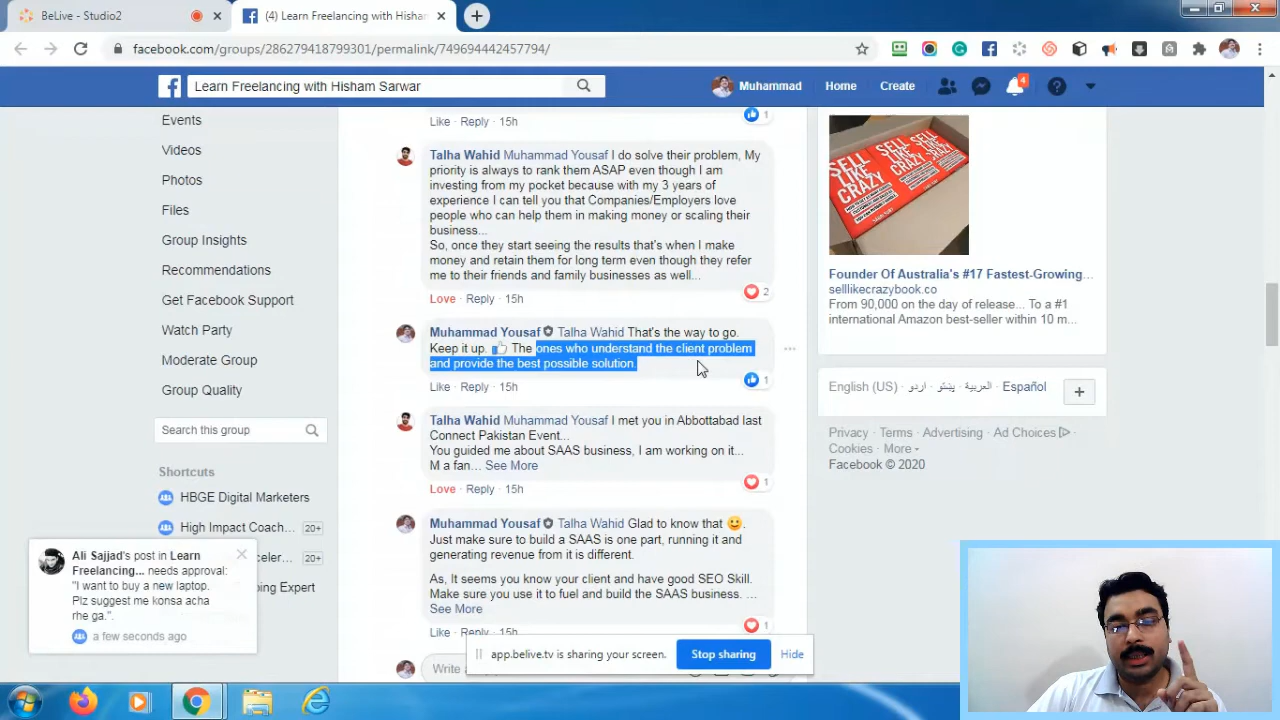 BeLive - Studio2
(4) Learn Freelancing with Hisham
facebook.com/groups/286279418799301/permalink/749694442457794/
Learn Freelancing with Hisham Sarwar
Muhammad
Home
Create
4
Events
Videos
Photos
Files
Group Insights
Recommendations
Get Facebook Support
Watch Party
Moderate Group
Group Quality
Search this group
Shortcuts
HBGE Digital Marketers
High Impact Coach... 20+
20+
Expert
Ali Sajjad's post in Learn
Freelancing... needs approval:
"I want to buy a new laptop.
Plz suggest me konsa acha
rhe ga.".
a few seconds ago
Like · Reply · 15h
1
Talha Wahid Muhammad Yousaf I do solve their problem, My
priority is always to rank them ASAP even though I am
investing from my pocket because with my 3 years of
experience I can tell you that Companies/Employers love
people who can help them in making money or scaling their
business...
So, once they start seeing the results that's when I make
money and retain them for long term even though they refer
me to their friends and family businesses as well...
Love · Reply · 15h
2
Muhammad Yousaf Talha Wahid That's the way to go.
Keep it up. 👍 The ones who understand the client problem
and provide the best possible solution.
Like · Reply · 15h
1
Talha Wahid Muhammad Yousaf I met you in Abbottabad last
Connect Pakistan Event...
You guided me about SAAS business, I am working on it...
M a fan... See More
Love · Reply · 15h
1
Muhammad Yousaf Talha Wahid Glad to know that 🙂.
Just make sure to build a SAAS is one part, running it and
generating revenue from it is different.
As, It seems you know your client and have good SEO Skill.
Make sure you use it to fuel and build the SAAS business. ...
See More
Like · Reply · 15h
1
Write
app.belive.tv is sharing your screen.
Stop sharing
Hide
SELL LIKE CRAZY
Founder Of Australia's #17 Fastest-Growing...
selllikecrazybook.co
From 90,000 on the day of release... To a #1
international Amazon best-seller within 10 m...
English (US) · اردو · پښتو · العربية · Español
Privacy · Terms · Advertising · Ad Choices ·
Cookies · More
Facebook © 2020